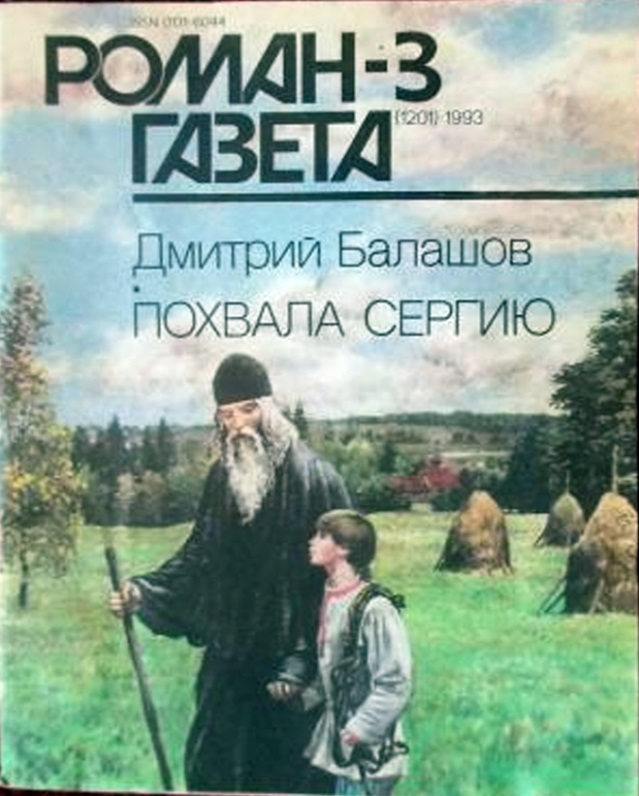 ISSN 0131-6044
РОМАН-3
ГАЗЕТА (1201) 1993
Дмитрий Балашов
ПОХВАЛА СЕРГИЮ